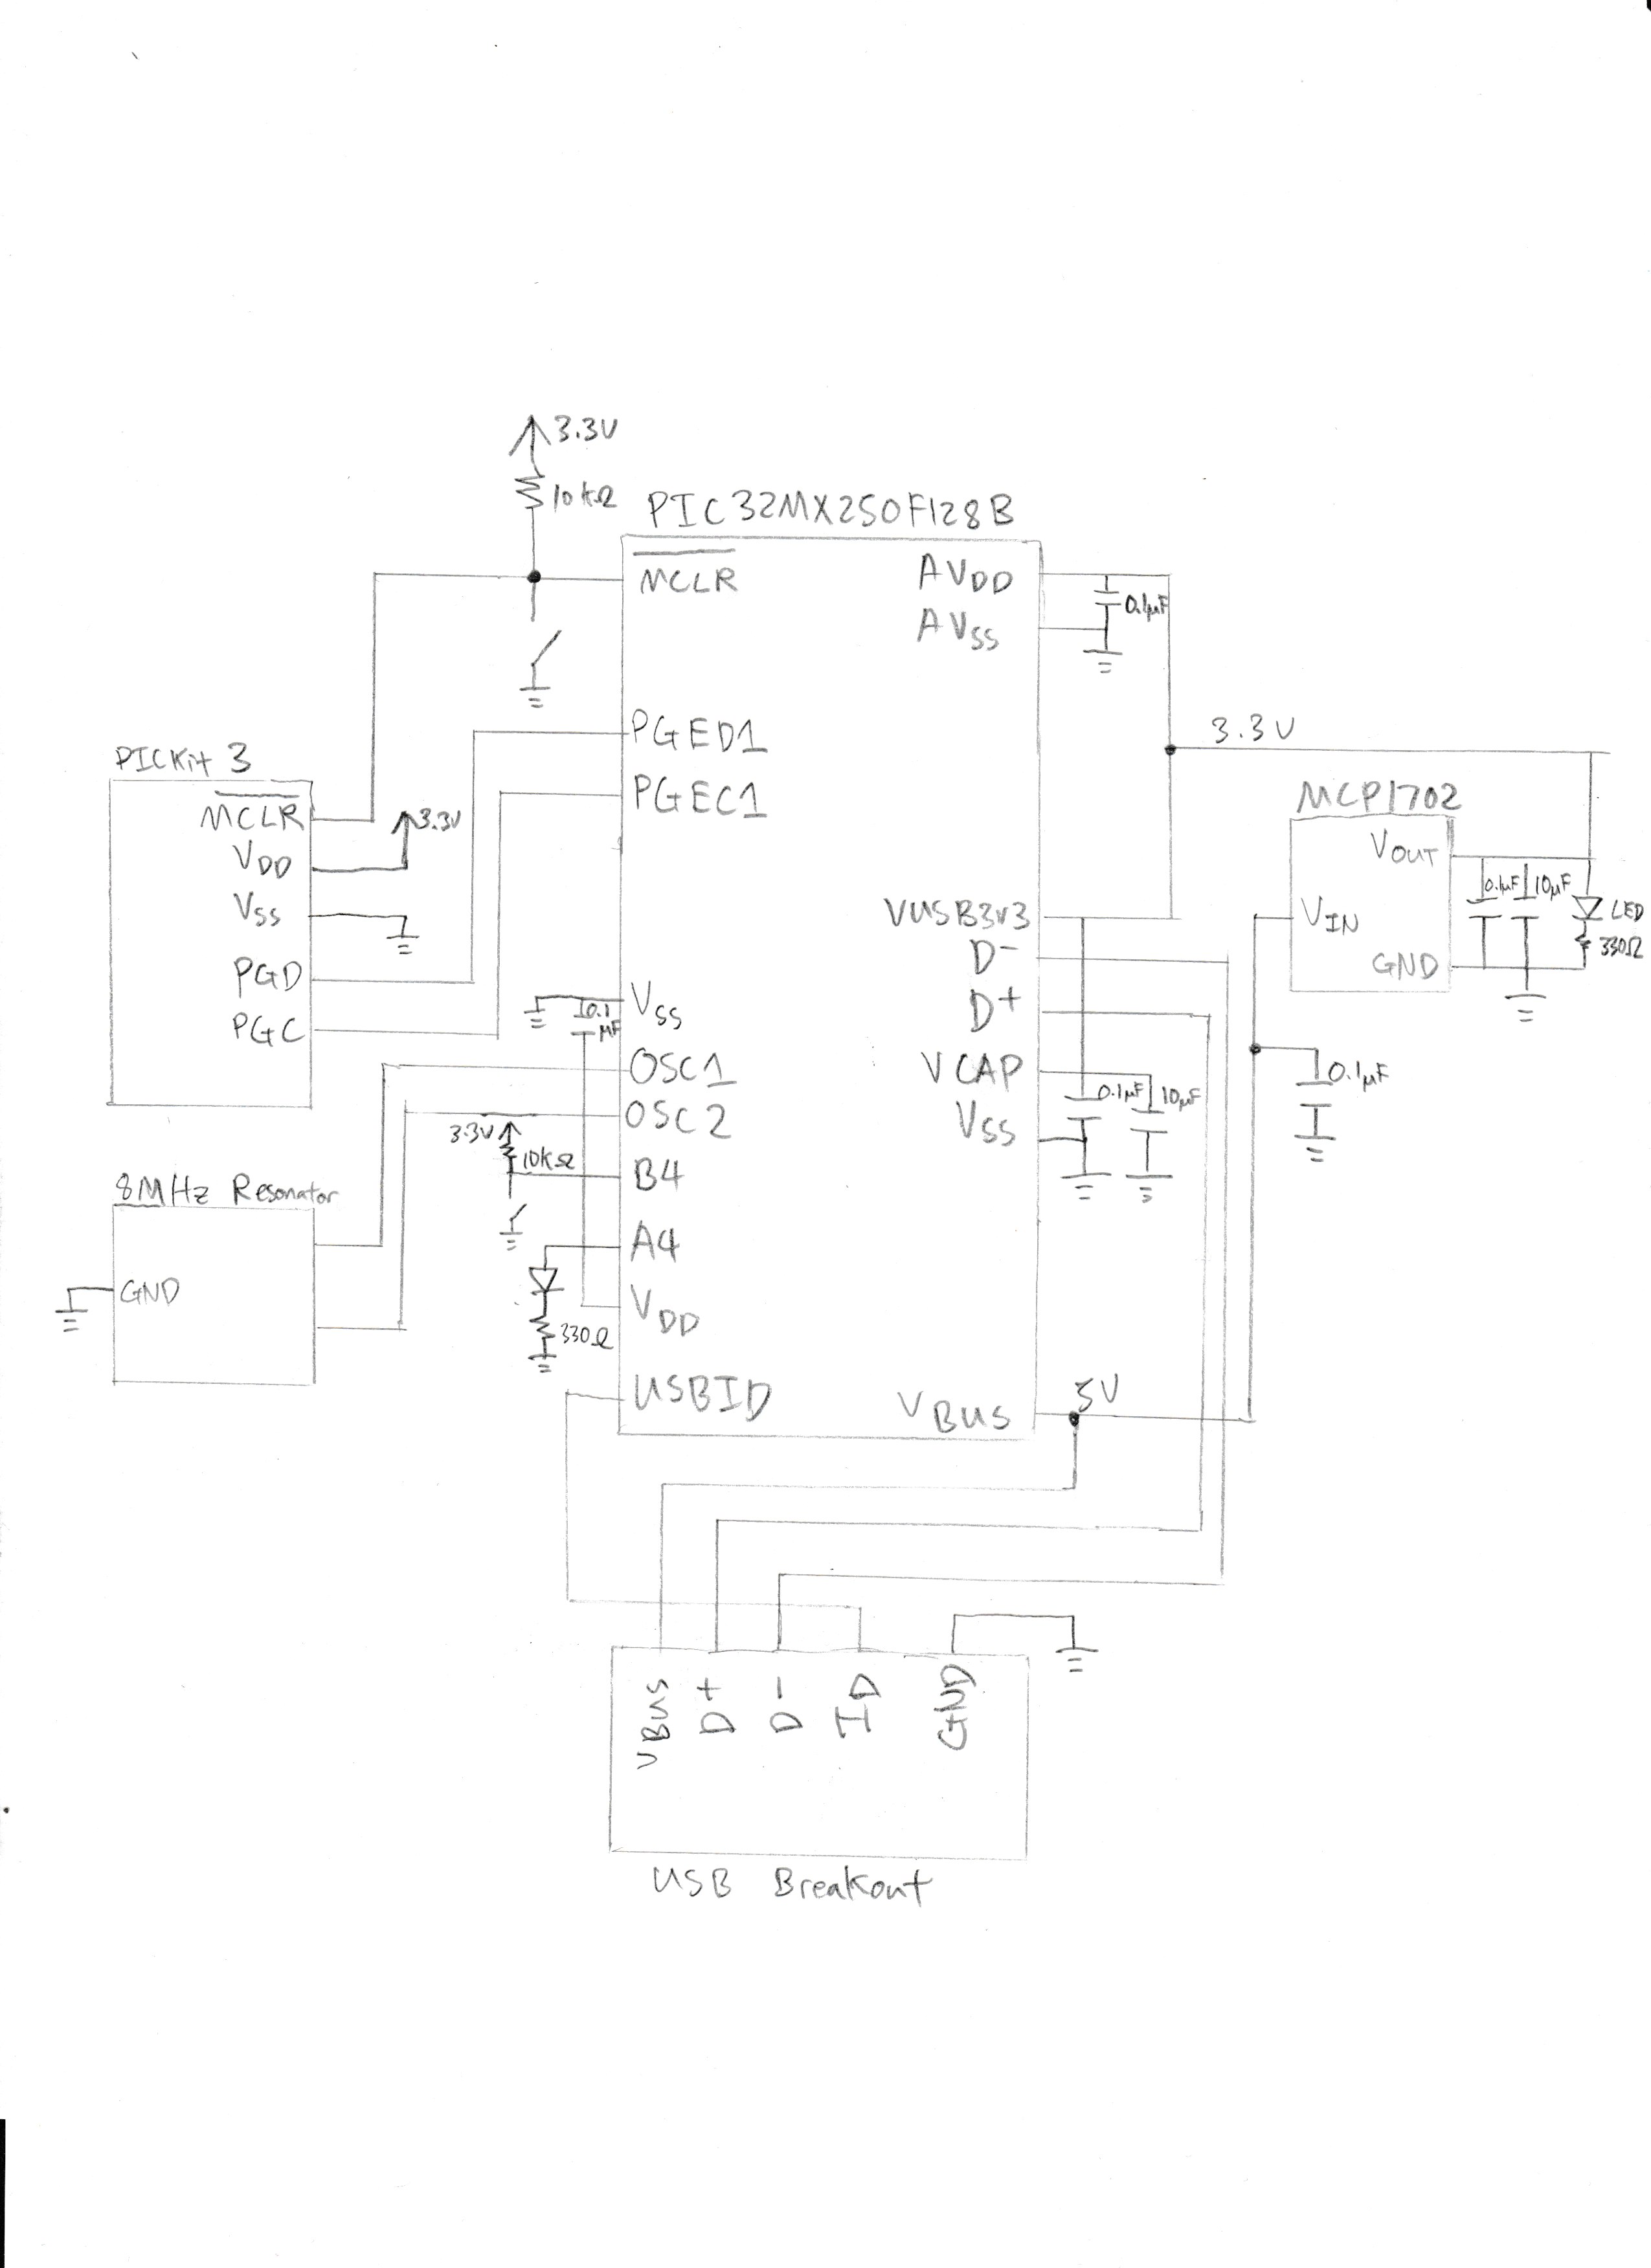 3.3V
10kΩ
PIC32MX250F128B
MCLR
AVDD
0.1µF
AVSS
PGED1
3.3V
PICKit 3
PGEC1
MCP1702
MCLR
3.3V
VOUT
VDD
0.1µF
10µF
VSS
VUSB3V3
VIN
LED
330Ω
D-
GND
PGD
VSS
D+
0.1
µF
PGC
OSC1
VCAP
0.1µF
0.1µF
10µF
OSC2
VSS
3.3V
10kΩ
B4
8MHz Resonator
A4
GND
VDD
330Ω
USBID
VBUS
5V
VBUS
D+
D-
ID
GND
USB Breakout